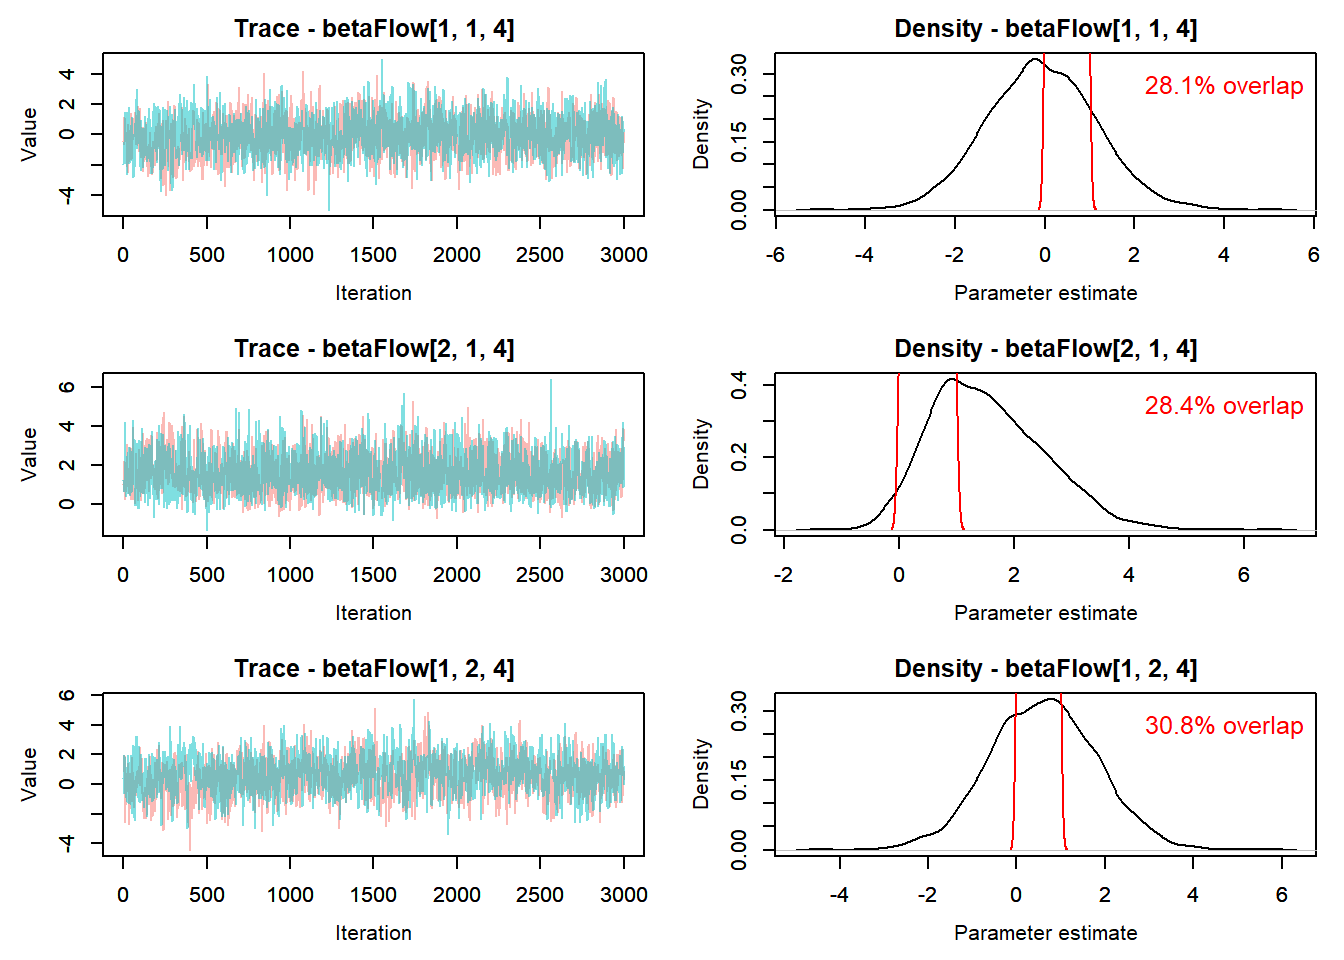 Trace - betaFlow[1, 1, 4]
Value
4
2
0
-4
0 500 1000 1500 2000 2500 3000
Iteration
Density - betaFlow[1, 1, 4]
28.1% overlap
Density
0.30
0.15
0.00
-6 -4 -2 0 2 4 6
Parameter estimate
Trace - betaFlow[2, 1, 4]
Value
6
4
2
0
0 500 1000 1500 2000 2500 3000
Iteration
Density - betaFlow[2, 1, 4]
28.4% overlap
Density
0.4
0.2
0.0
-2 0 2 4 6
Parameter estimate
Trace - betaFlow[1, 2, 4]
Value
6
4
2
0
-4
0 500 1000 1500 2000 2500 3000
Iteration
Density - betaFlow[1, 2, 4]
30.8% overlap
Density
0.30
0.15
0.00
-4 -2 0 2 4 6
Parameter estimate